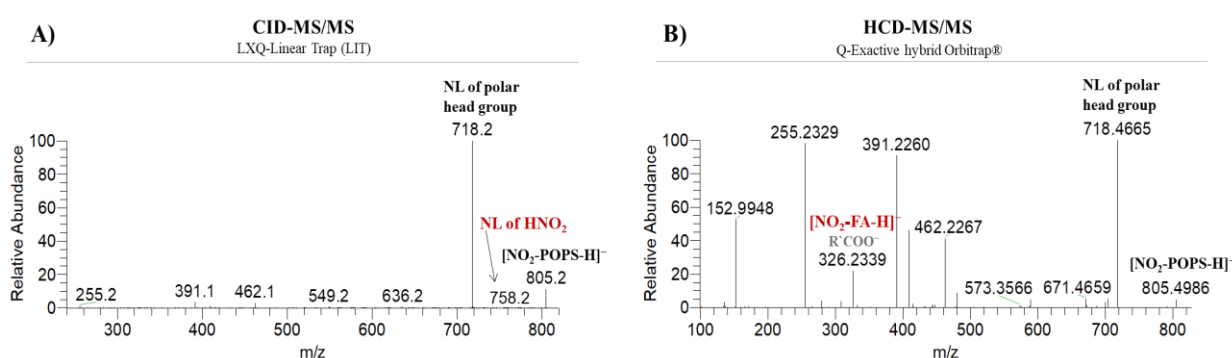 A)
CID-MS/MS
LXQ-Linear Trap (LIT)
NL of polar
head group
718.2
Relative Abundance
100
80
60
40
20
0
NL of HNO₂
[NO₂-POPS-H]⁻
805.2
758.2
255.2
391.1
462.1
549.2
636.2
300
400
500
600
700
800
m/z
B)
HCD-MS/MS
Q-Exactive hybrid Orbitrap®
NL of polar
head group
718.4665
Relative Abundance
100
80
60
40
20
0
255.2329
391.2260
152.9948
[NO₂-FA-H]⁻
R`COO⁻
326.2339
462.2267
[NO₂-POPS-H]⁻
805.4986
573.3566
671.4659
100
200
300
400
500
600
700
800
m/z